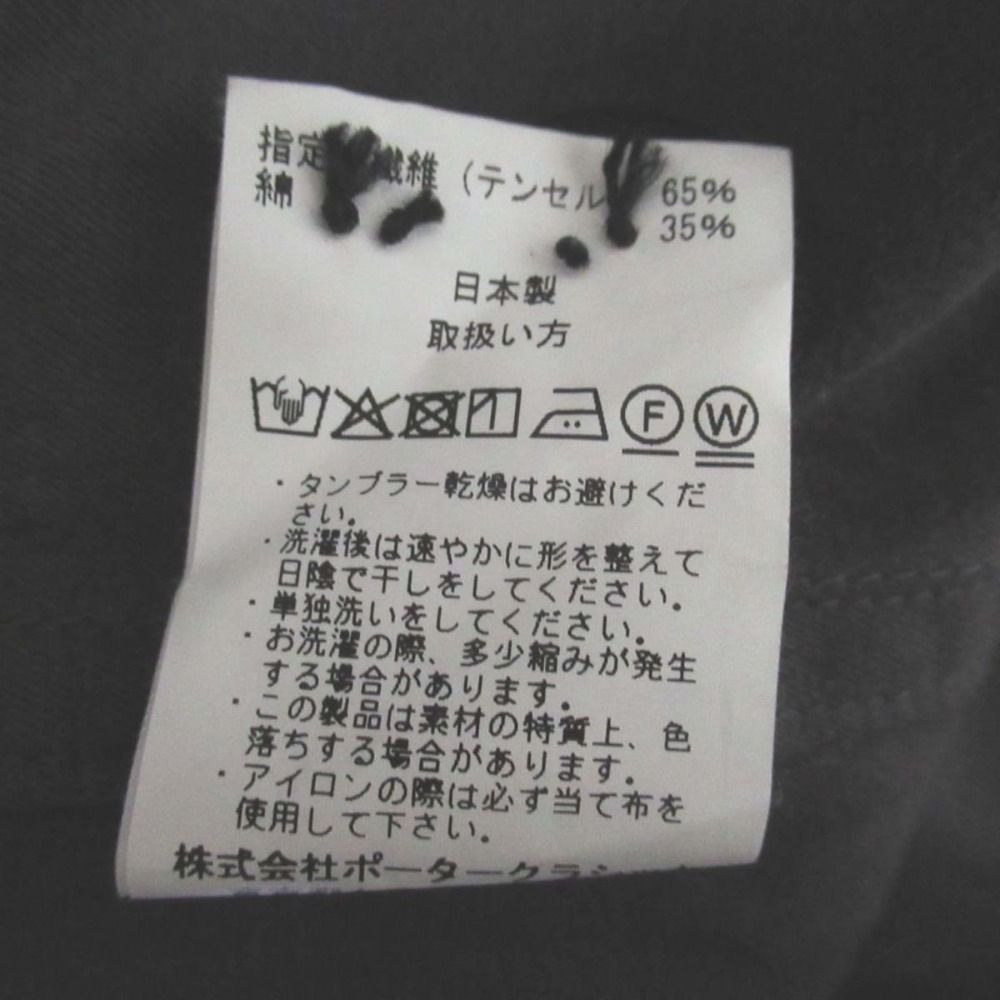 指定 繊維 (テンセル 65%
綿 35%
日本製
取扱い方
F W
・タンブラー乾燥はお避けくだ
さい。
・洗濯後は速やかに形を整えて
日陰で干しをしてください。
・単独洗いをしてください。
・お洗濯の際、多少縮みが発生
する場合があります。
・この製品は素材の特質上、色
落ちする場合があります。
・アイロンの際は必ず当て布を
使用して下さい。
株式会社ポータークラシック